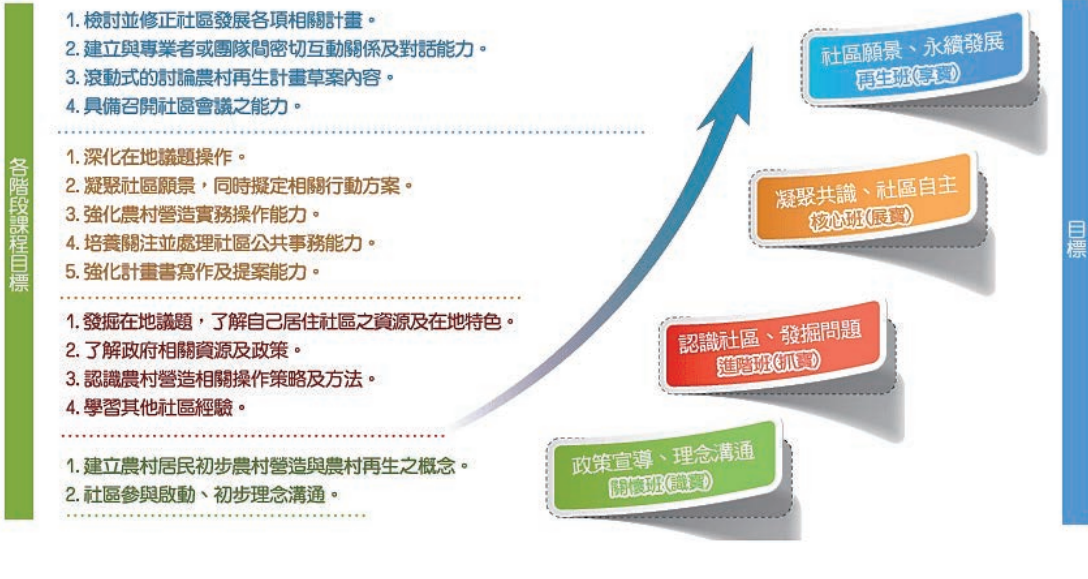 各階段課程目標
1. 檢討並修正社區發展各項相關計畫。
2. 建立與專業者或團隊間密切互動關係及對話能力。
3. 滾動式的討論農村再生計畫草案內容。
4. 具備召開社區會議之能力。
1. 深化在地議題操作。
2. 凝聚社區願景，同時擬定相關行動方案。
3. 強化農村營造實務操作能力。
4. 培養關注並處理社區公共事務能力。
5. 強化計畫書寫作及提案能力。
1. 發掘在地議題，了解自己居住社區之資源及在地特色。
2. 了解政府相關資源及政策。
3. 認識農村營造相關操作策略及方法。
4. 學習其他社區經驗。
1. 建立農村居民初步農村營造與農村再生之概念。
2. 社區參與啟動、初步理念溝通。
社區願景、永續發展
再生班(享寶)
凝聚共識、社區自主
核心班(展寶)
認識社區、發掘問題
進階班(抓寶)
政策宣導、理念溝通
關懷班(識寶)
目標